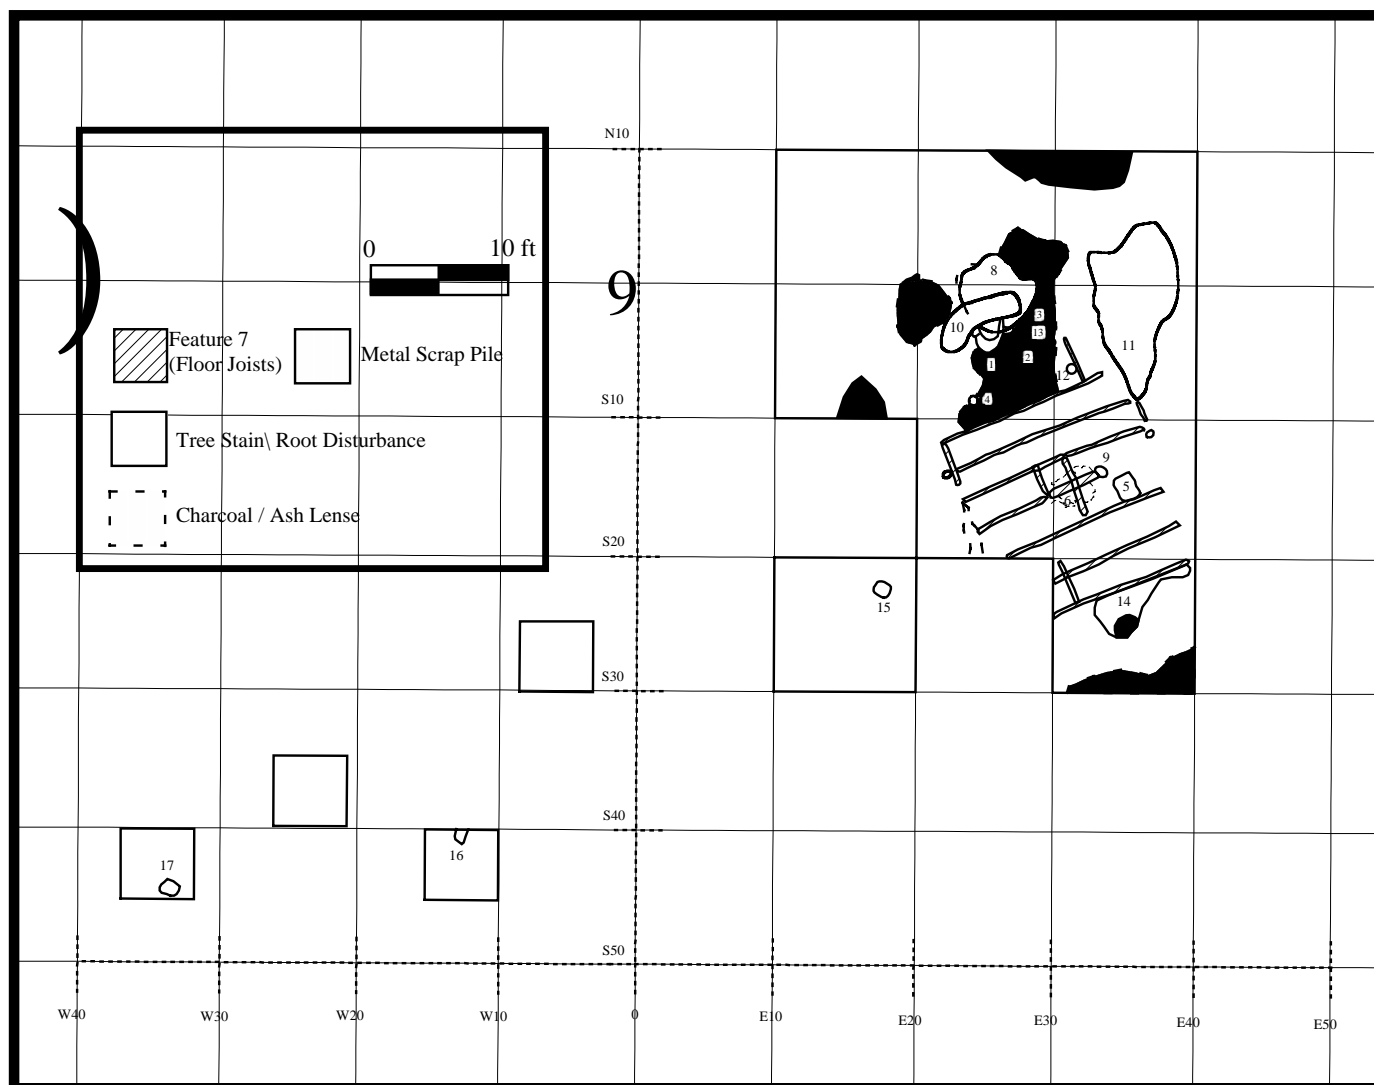 N10
0 10 ft
9
8
3
10
13
11
2
1
12
Feature 7
(Floor Joists)
Metal Scrap Pile
S10
4
Tree Stain\ Root Disturbance
9
5
6
Charcoal / Ash Lense
S20
15
14
S30
S40
17
16
S50
W40 W30 W20 W10 0 E10 E20 E30 E40 E50